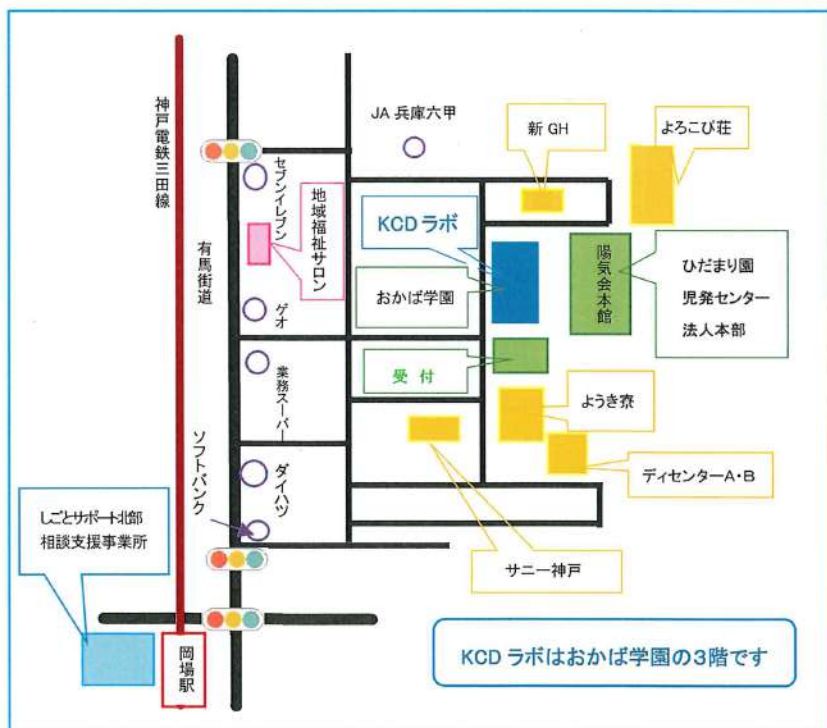 神戸電鉄三田線
有馬街道
セブンイレブン
地域福祉サロン
ゲオ
業務スーパー
ソフトバンク
ダイハツ
しごとサポート北部
相談支援事業所
岡場駅
JA 兵庫六甲
新 GH
よろこび荘
KCD ラボ
おかば学園
陽気会本館
ひだまり園
児発センター
法人本部
受 付
ようき寮
ディセンターA・B
サニー神戸
KCD ラボはおかば学園の3階です